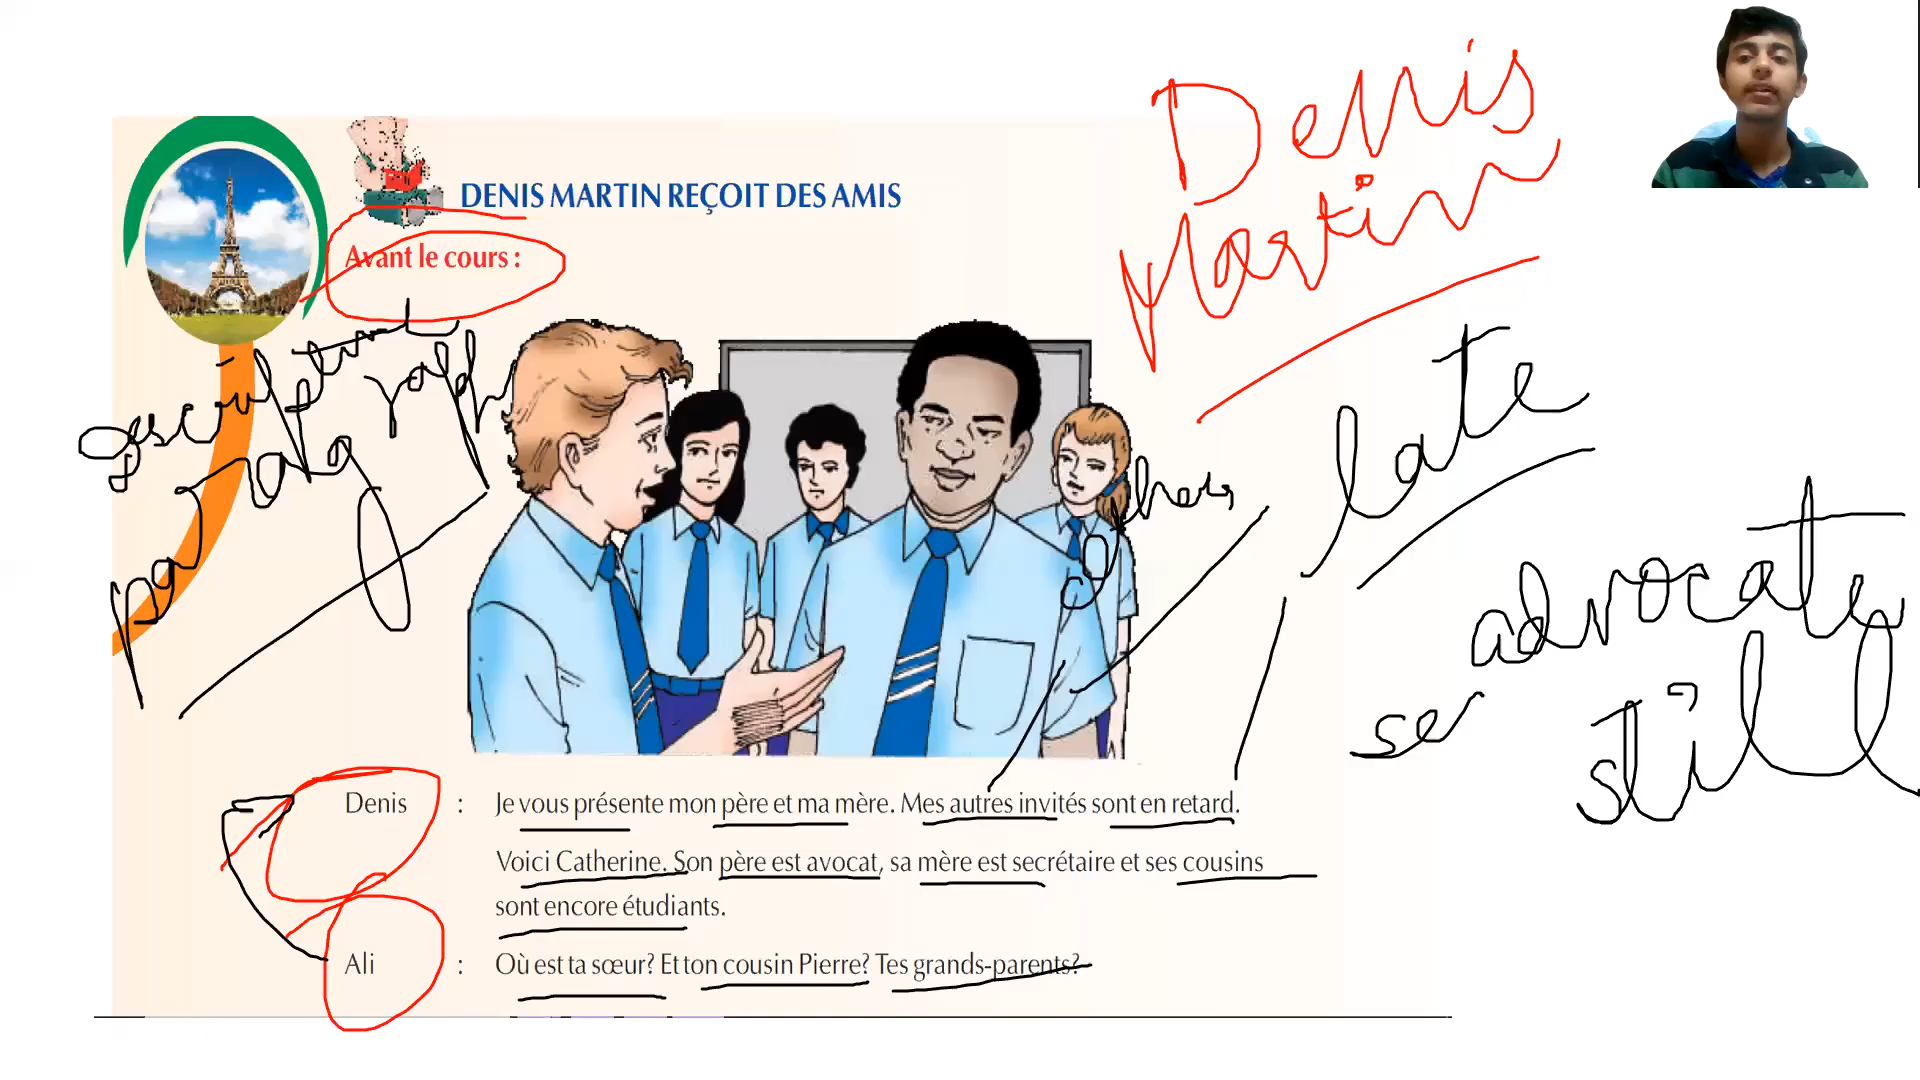 DENIS MARTIN REÇOIT DES AMIS
Denis
Martin
Avant le cours :
late
others
advocate
se
still
Denis : Je vous présente mon père et ma mère. Mes autres invités sont en retard.
Voici Catherine. Son père est avocat, sa mère est secrétaire et ses cousins
sont encore étudiants.
Ali : Où est ta sœur? Et ton cousin Pierre? Tes grands-parents?